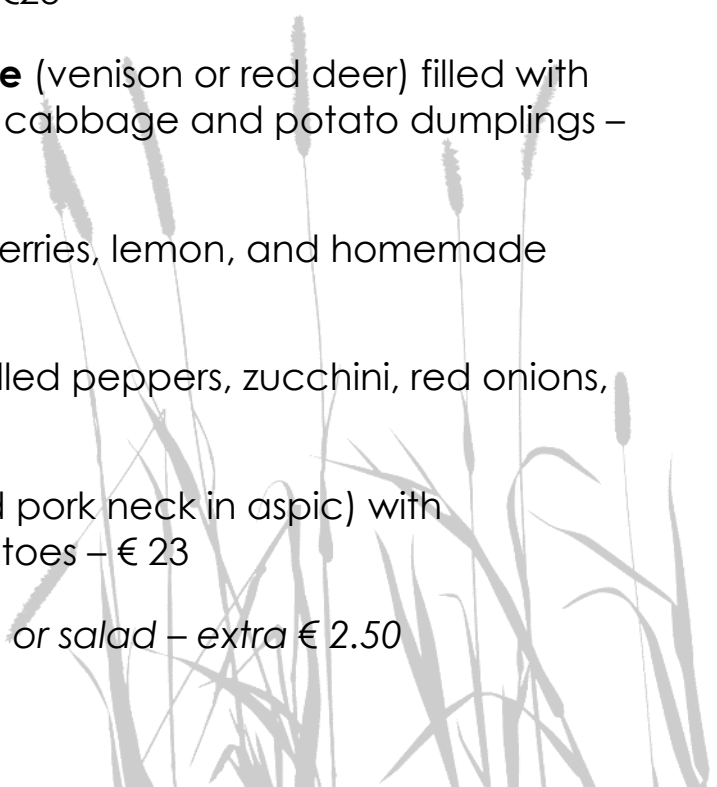 e (venison or red deer) filled with
cabbage and potato dumplings –
erries, lemon, and homemade
lled peppers, zucchini, red onions,
pork neck in aspic) with
toes – € 23
or salad – extra € 2.50